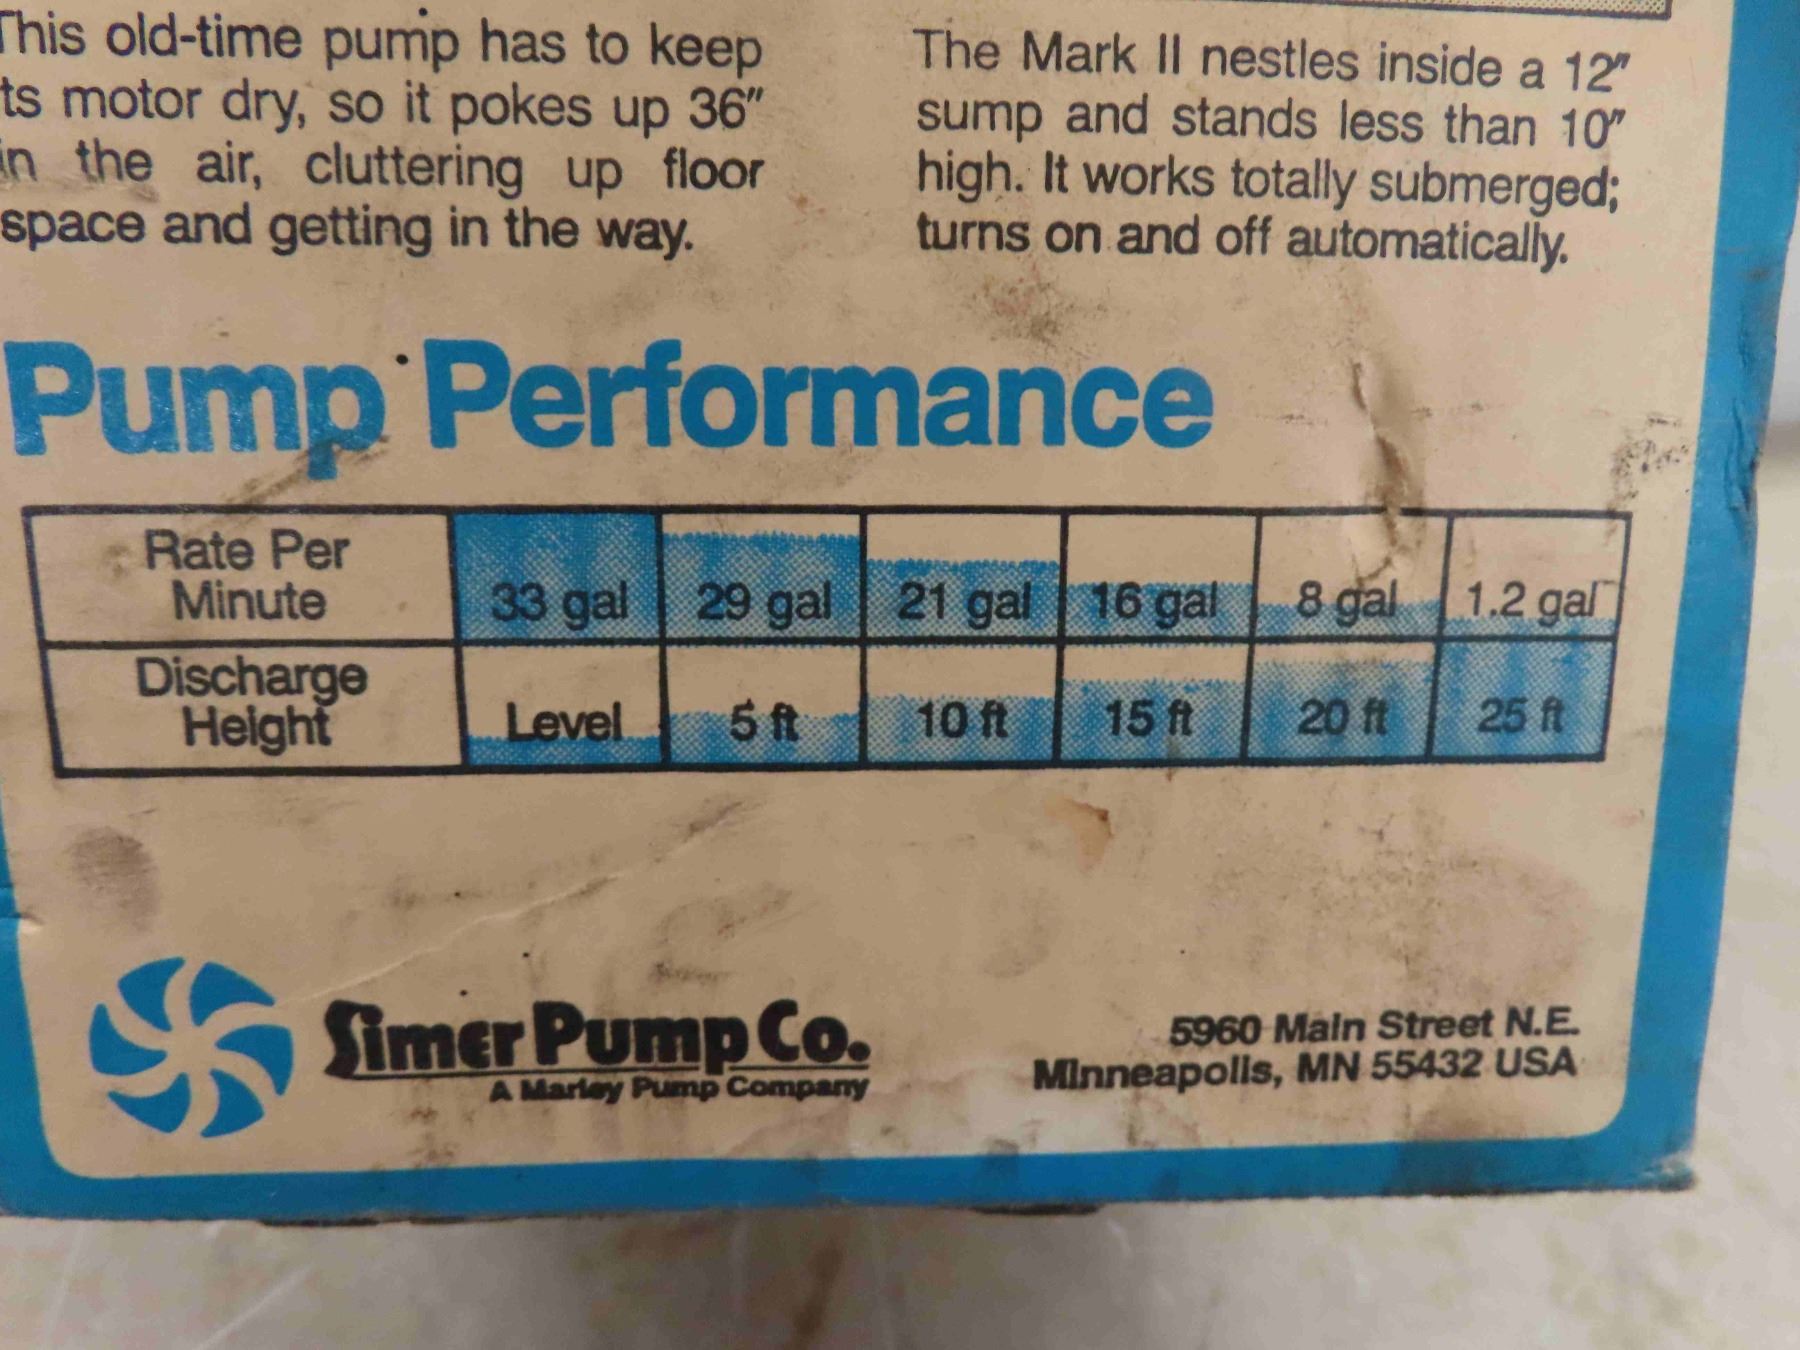 This old-time pump has to keep
ts motor dry, so it pokes up 36"
in the air, cluttering up floor
space and getting in the way.
The Mark II nestles inside a 12"
sump and stands less than 10"
high. It works totally submerged;
turns on and off automatically.
Pump Performance
Rate Per
Minute
33 gal 29 gal 21 gal 16 gal 8 gal 1.2 gal
Discharge
Height
Level 5 ft 10 ft 15 ft 20 ft 25 ft
Simer Pump Co.
A Marley Pump Company
5960 Main Street N.E.
Minneapolis, MN 55432 USA